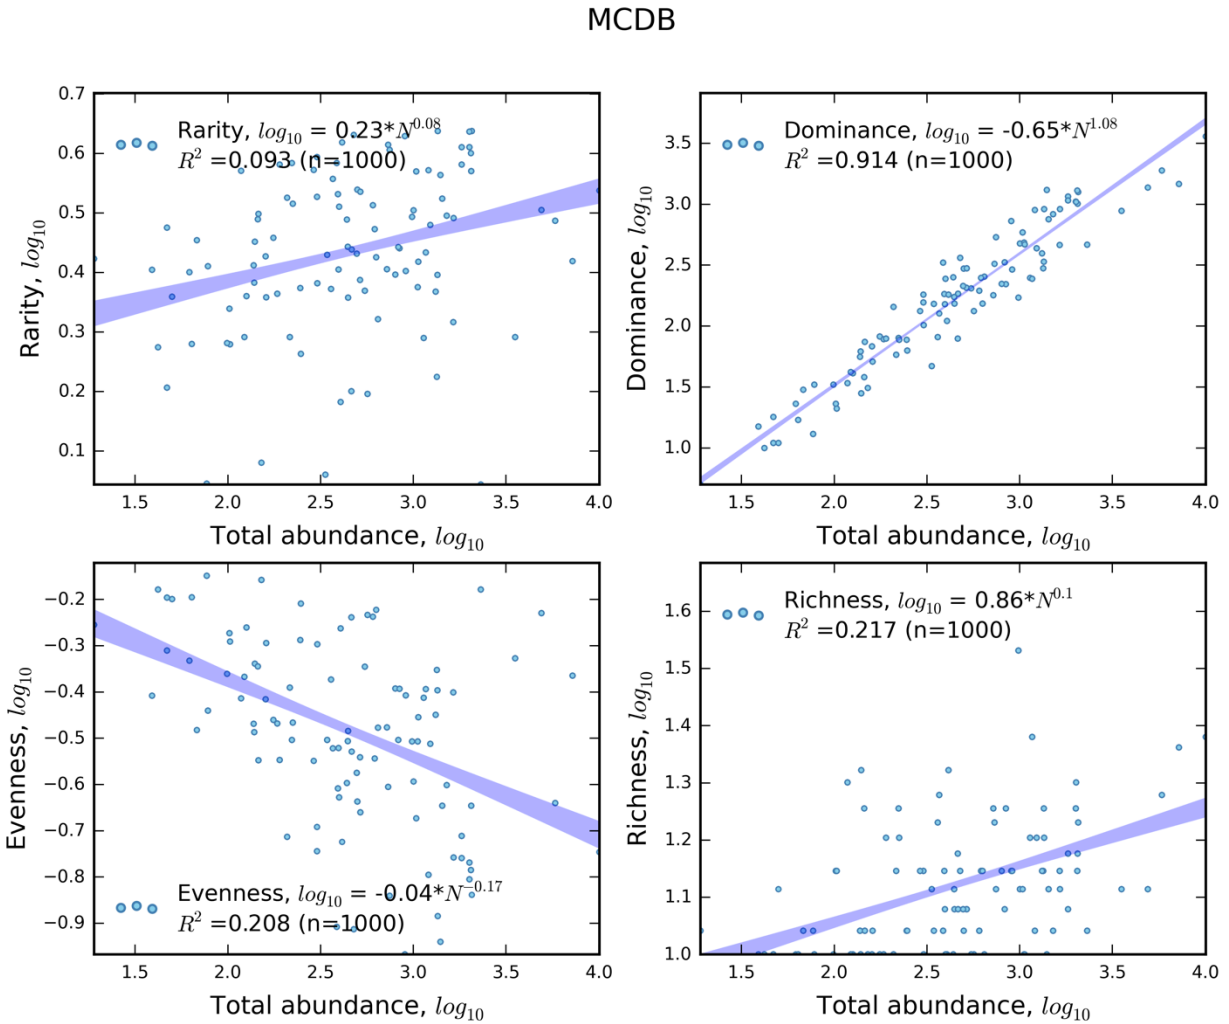 MCDB
0.7
0.6
0.5
0.4
0.3
0.2
0.1
Rarity, log10
Rarity, log10 = 0.23*N^0.08
R^2 =0.093 (n=1000)
1.5 2.0 2.5 3.0 3.5 4.0
Total abundance, log10
3.5
3.0
2.5
2.0
1.5
1.0
Dominance, log10
Dominance, log10 = -0.65*N^1.08
R^2 =0.914 (n=1000)
1.5 2.0 2.5 3.0 3.5 4.0
Total abundance, log10
−0.2
−0.3
−0.4
−0.5
−0.6
−0.7
−0.8
−0.9
Evenness, log10
Evenness, log10 = -0.04*N^−0.17
R^2 =0.208 (n=1000)
1.5 2.0 2.5 3.0 3.5 4.0
Total abundance, log10
1.6
1.5
1.4
1.3
1.2
1.1
1.0
Richness, log10
Richness, log10 = 0.86*N^0.1
R^2 =0.217 (n=1000)
1.5 2.0 2.5 3.0 3.5 4.0
Total abundance, log10